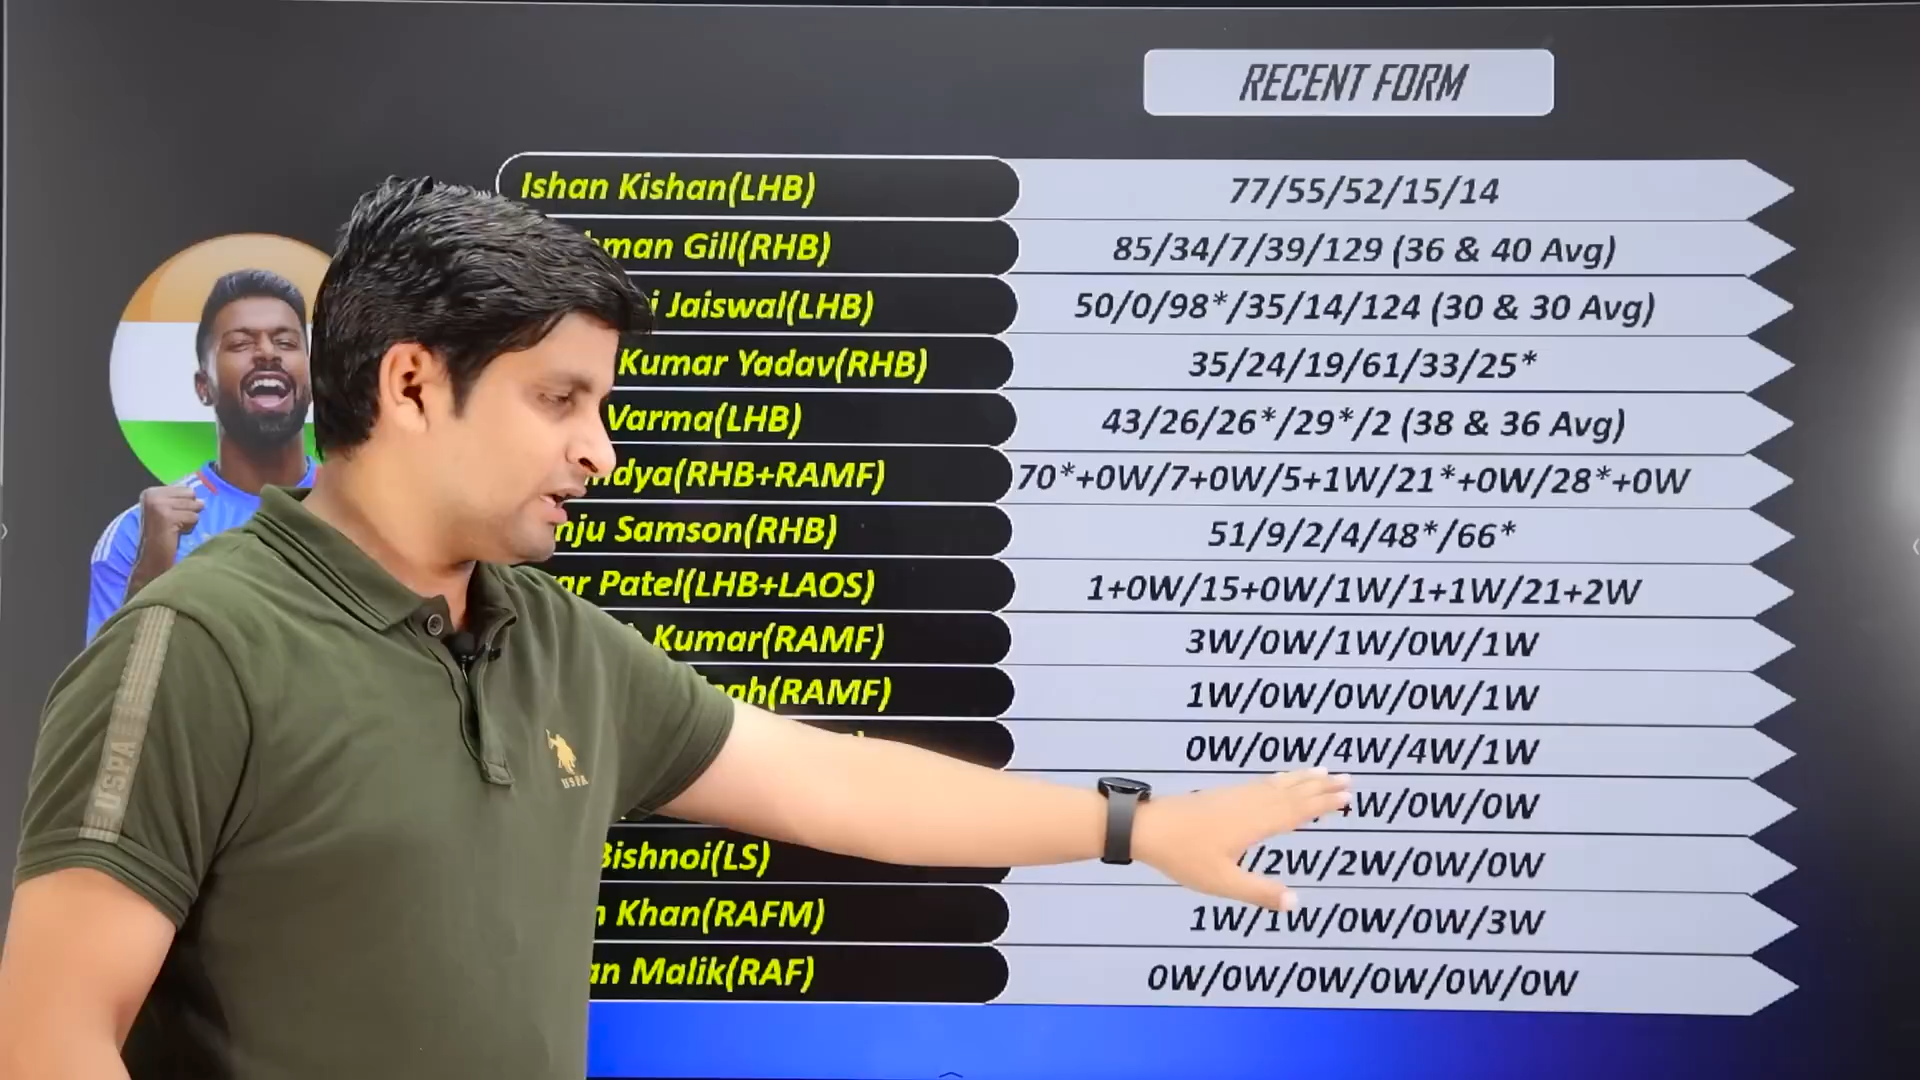 RECENT FORM
Ishan Kishan(LHB) 77/55/52/15/14
man Gill(RHB) 85/34/7/39/129 (36 & 40 Avg)
Jaiswal(LHB) 50/0/98*/35/14/124 (30 & 30 Avg)
Kumar Yadav(RHB) 35/24/19/61/33/25*
Varma(LHB) 43/26/26*/29*/2 (38 & 36 Avg)
ndya(RHB+RAMF) 70*+0W/7+0W/5+1W/21*+0W/28*+0W
nju Samson(RHB) 51/9/2/4/48*/66*
ar Patel(LHB+LAOS) 1+0W/15+0W/1W/1+1W/21+2W
Kumar(RAMF) 3W/0W/1W/0W/1W
(RAMF) 1W/0W/0W/0W/1W
0W/0W/4W/4W/1W
4W/0W/0W
Bishnoi(LS) /2W/2W/0W/0W
n Khan(RAFM) 1W/1W/0W/0W/3W
an Malik(RAF) 0W/0W/0W/0W/0W/0W
USPA
USPA